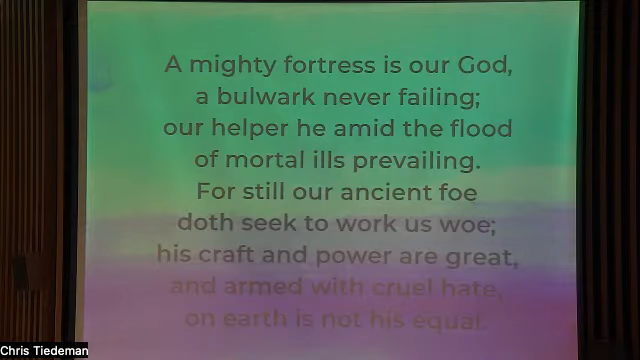 A mighty fortress is our God,
a bulwark never failing;
our helper he amid the flood
of mortal ills prevailing.
For still our ancient foe
doth seek to work us woe;
his craft and power are great,
and armed with cruel hate,
on earth is not his equal.
Chris Tiedeman